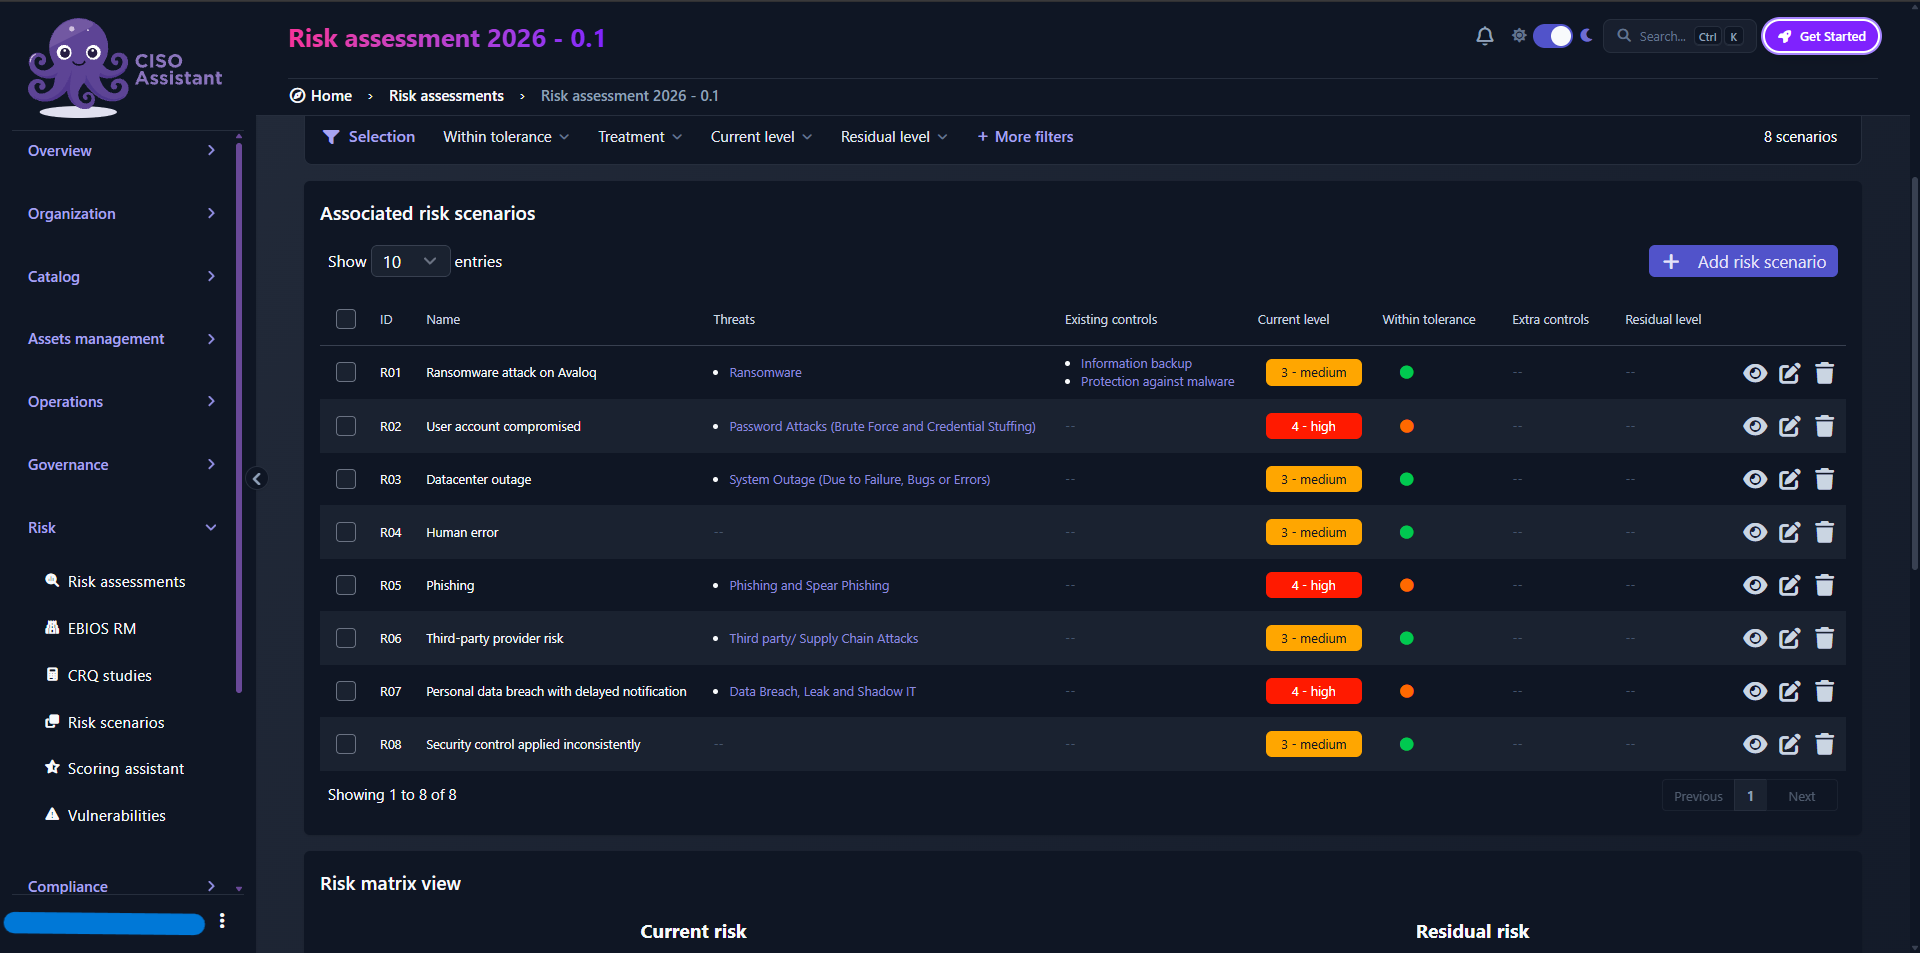 CISO
Assistant
Risk assessment 2026 - 0.1
Search... Ctrl K
Get Started
Home › Risk assessments › Risk assessment 2026 - 0.1
Overview
Organization
Catalog
Assets management
Operations
Governance
Risk
Risk assessments
EBIOS RM
CRQ studies
Risk scenarios
Scoring assistant
Vulnerabilities
Compliance
Selection Within tolerance Treatment Current level Residual level + More filters 8 scenarios
Associated risk scenarios
Show 10 entries
+ Add risk scenario
ID Name Threats Existing controls Current level Within tolerance Extra controls Residual level
R01 Ransomware attack on Avaloq • Ransomware • Information backup 3 - medium -- --
• Protection against malware
R02 User account compromised • Password Attacks (Brute Force and Credential Stuffing) -- 4 - high -- --
R03 Datacenter outage • System Outage (Due to Failure, Bugs or Errors) -- 3 - medium -- --
R04 Human error -- -- 3 - medium -- --
R05 Phishing • Phishing and Spear Phishing -- 4 - high -- --
R06 Third-party provider risk • Third party/ Supply Chain Attacks -- 3 - medium -- --
R07 Personal data breach with delayed notification • Data Breach, Leak and Shadow IT -- 4 - high -- --
R08 Security control applied inconsistently -- -- 3 - medium -- --
Showing 1 to 8 of 8
Previous 1 Next
Risk matrix view
Current risk Residual risk